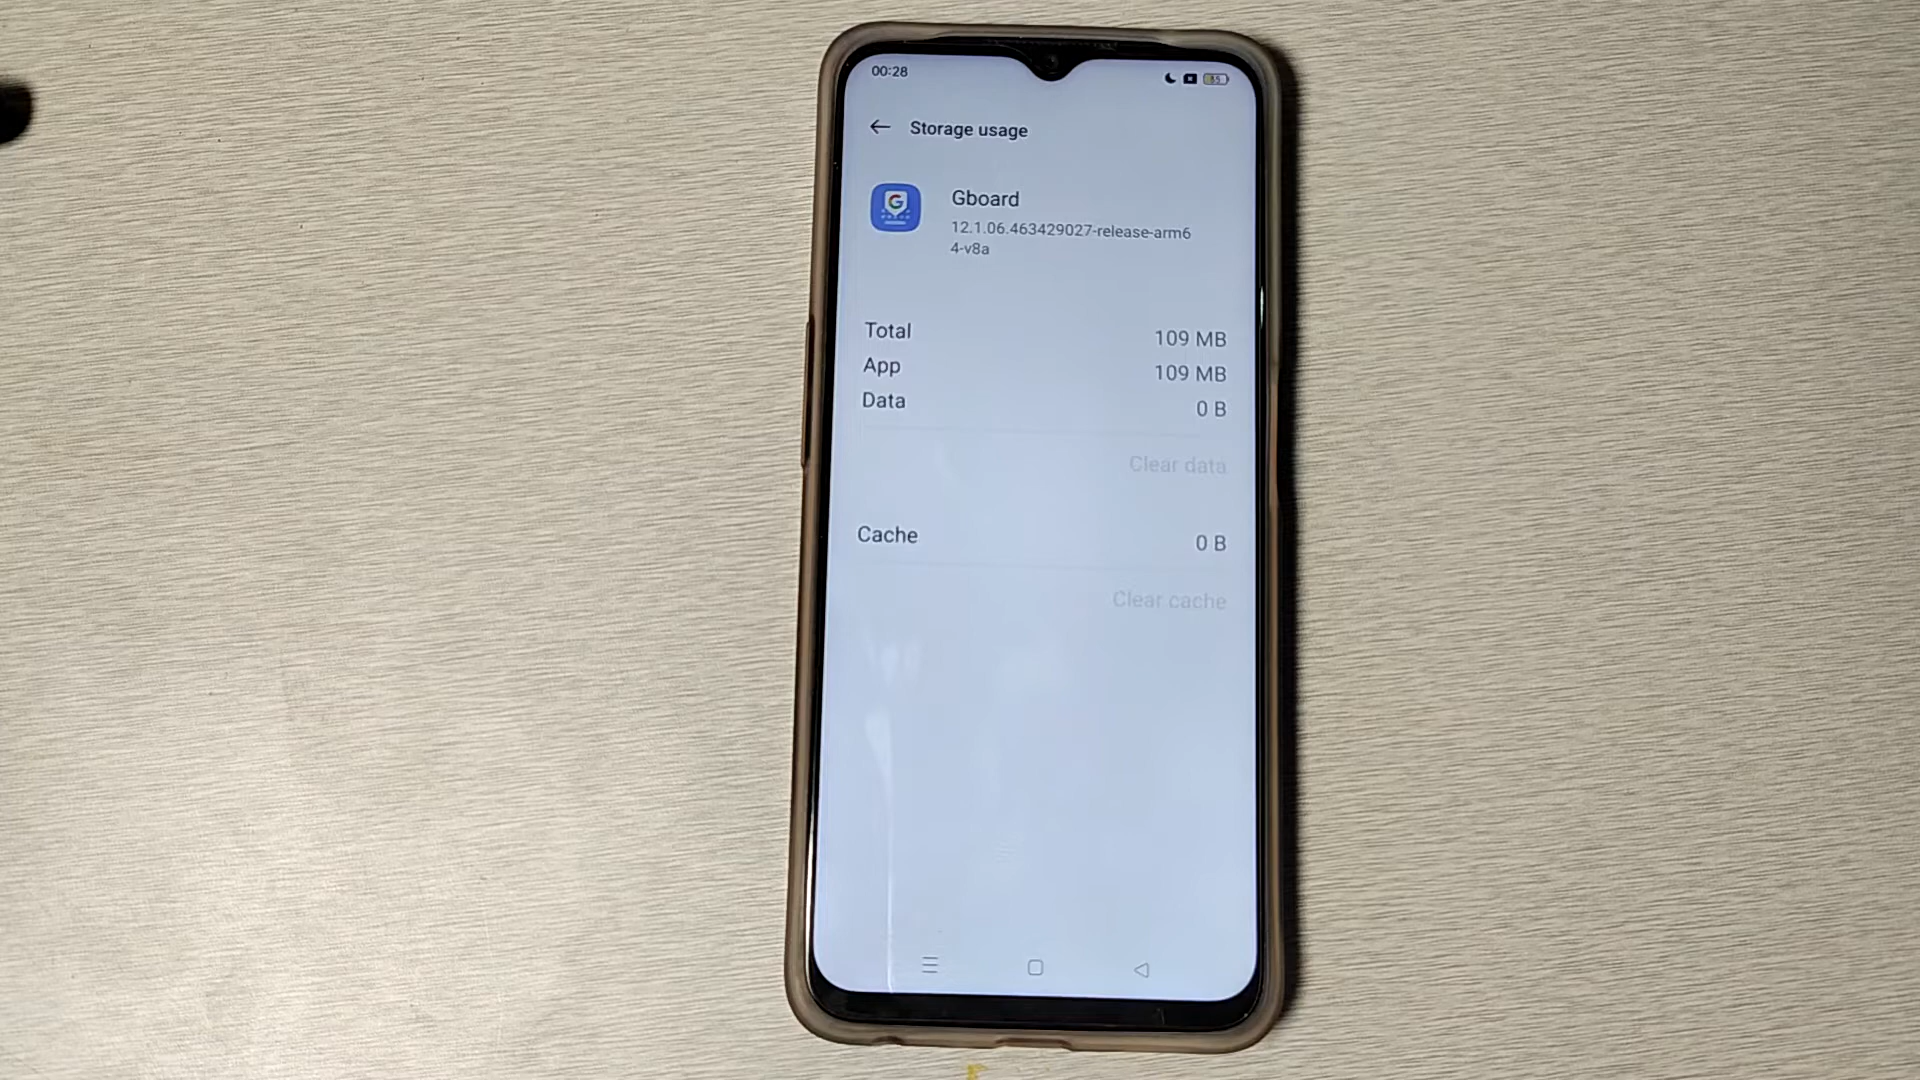 00:28
85
Storage usage
Gboard
12.1.06.463429027-release-arm6
4-v8a
Total 109 MB
App 109 MB
Data 0 B
Clear data
Cache 0 B
Clear cache